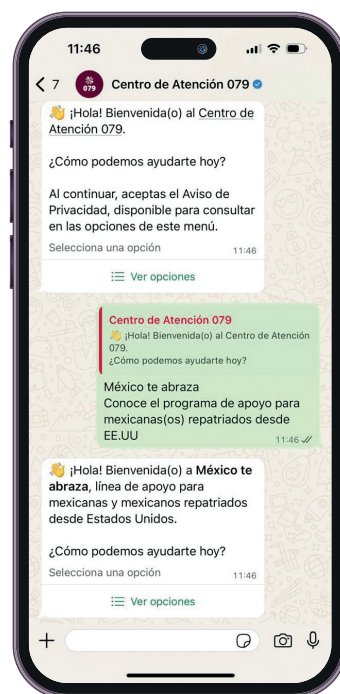 11:46
7
079
Centro de Atención 079
👋 ¡Hola! Bienvenida(o) al Centro de
Atención 079.
¿Cómo podemos ayudarte hoy?
Al continuar, aceptas el Aviso de
Privacidad, disponible para consultar
en las opciones de este menú.
Selecciona una opción
11:46
Ver opciones
Centro de Atención 079
👋 ¡Hola! Bienvenida(o) al Centro de Atención
079.
¿Cómo podemos ayudarte hoy?
México te abraza
Conoce el programa de apoyo para
mexicanas(os) repatriados desde
EE.UU
11:46
👋 ¡Hola! Bienvenida(o) a México te
abraza, línea de apoyo para
mexicanas y mexicanos repatriados
desde Estados Unidos.
¿Cómo podemos ayudarte hoy?
Selecciona una opción
11:46
Ver opciones